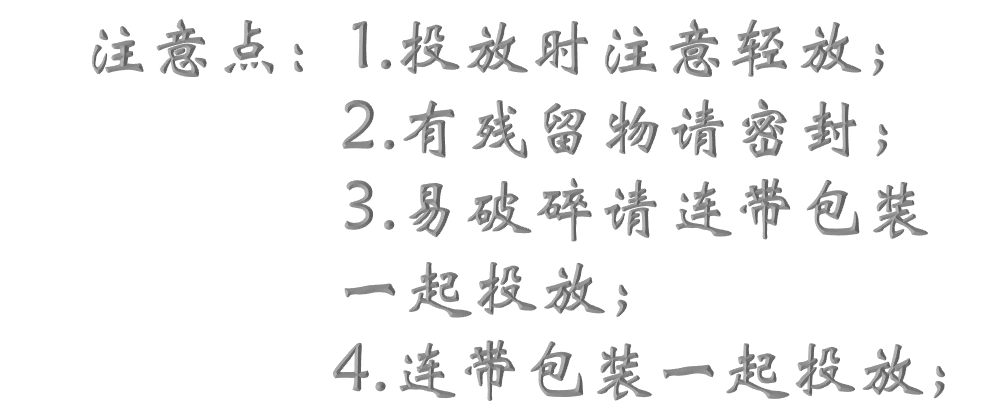 注意点：1.投放时注意轻放；
2.有残留物请密封；
3.易破碎请连带包装
一起投放；
4.连带包装一起投放；